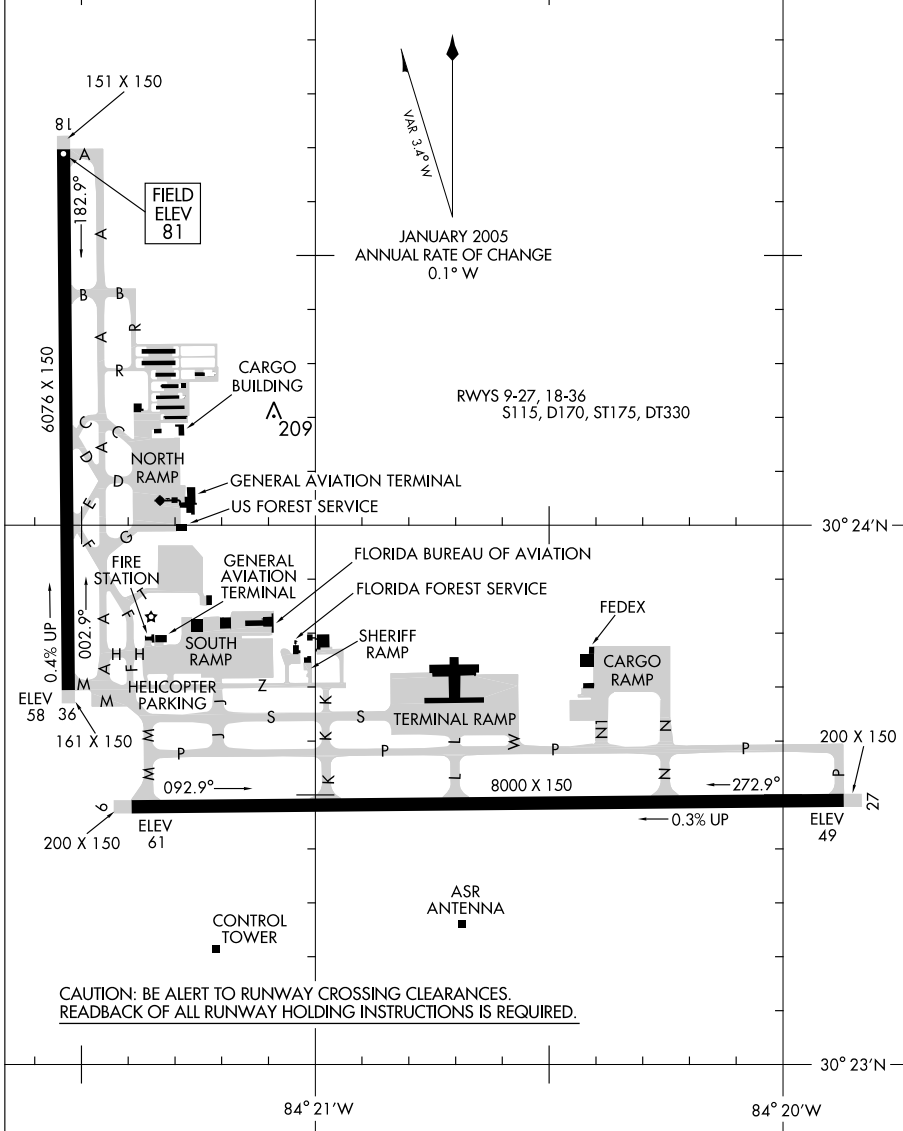 151 X 150
18
A
182.9°
FIELD
ELEV
81
VAR 3.4° W
JANUARY 2005
ANNUAL RATE OF CHANGE
0.1° W
A
B
B
R
A
R
6076 X 150
CARGO
BUILDING
209
RWYS 9-27, 18-36
S115, D170, ST175, DT330
C
C
A
D
D
NORTH
RAMP
GENERAL AVIATION TERMINAL
US FOREST SERVICE
E
F
G
30° 24'N
FIRE
STATION
GENERAL
AVIATION
TERMINAL
FLORIDA BUREAU OF AVIATION
FLORIDA FOREST SERVICE
FEDEX
T
F
A
0.4% UP
002.9°
SHERIFF
RAMP
SOUTH
RAMP
CARGO
RAMP
H
H
A
F
M
M
HELICOPTER
PARKING
Z
ELEV
58
36
161 X 150
J
J
S
K
K
S
TERMINAL RAMP
M
M
P
P
L
W
P
N1
N
P
200 X 150
K
L
N
P
092.9°
8000 X 150
272.9°
9
27
200 X 150
ELEV
61
0.3% UP
ELEV
49
CONTROL
TOWER
ASR
ANTENNA
CAUTION: BE ALERT TO RUNWAY CROSSING CLEARANCES.
READBACK OF ALL RUNWAY HOLDING INSTRUCTIONS IS REQUIRED.
30° 23'N
84° 21'W
84° 20'W